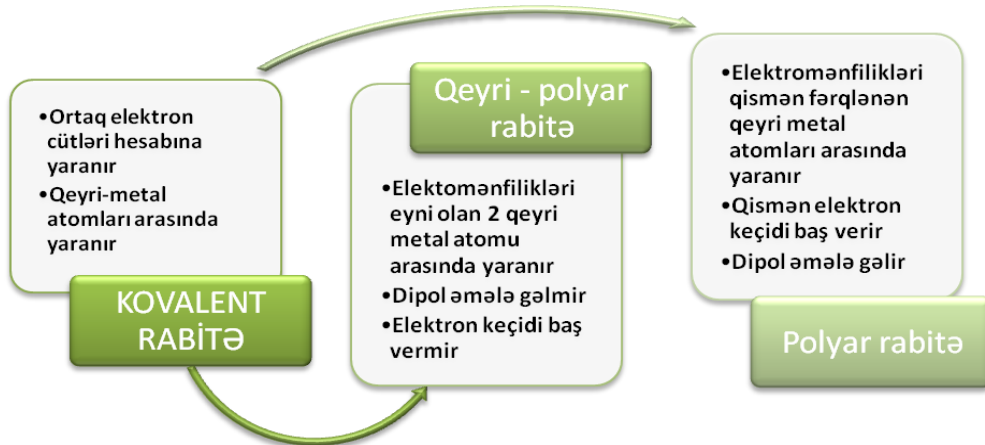 •Ortaq elektron
cütləri hesabına
yaranır
•Qeyri-metal
atomları arasında
yaranır
KOVALENT
RABİTƏ
Qeyri - polyar
rabitə
•Elektomənfilikləri
eyni olan 2 qeyri
metal atomu
arasında yaranır
•Dipol əmələ gəlmir
•Elektron keçidi baş
vermir
•Elektromənfilikləri
qismən fərqlənən
qeyri metal
atomları arasında
yaranır
•Qismən elektron
keçidi baş verir
•Dipol əmələ gəlir
Polyar rabitə